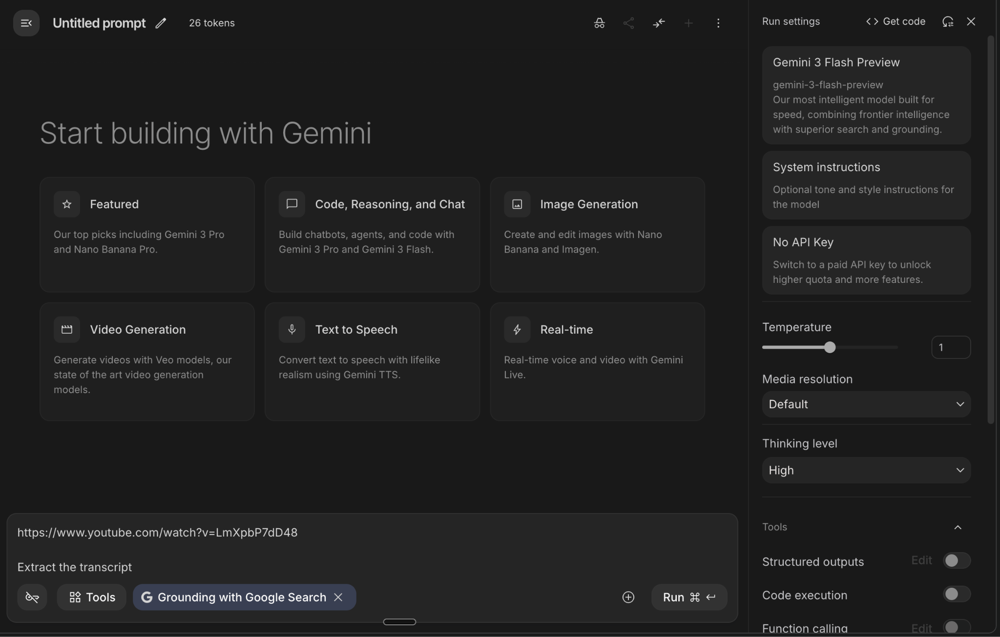 Untitled prompt
26 tokens
Start building with Gemini
Featured
Our top picks including Gemini 3 Pro
and Nano Banana Pro.
Code, Reasoning, and Chat
Build chatbots, agents, and code with
Gemini 3 Pro and Gemini 3 Flash.
Image Generation
Create and edit images with Nano
Banana and Imagen.
Video Generation
Generate videos with Veo models, our
state of the art video generation
models.
Text to Speech
Convert text to speech with lifelike
realism using Gemini TTS.
Real-time
Real-time voice and video with Gemini
Live.
https://www.youtube.com/watch?v=LmXpbP7dD48
Extract the transcript
Tools
G Grounding with Google Search
Run ⌘ ↵
Run settings
<> Get code
Gemini 3 Flash Preview
gemini-3-flash-preview
Our most intelligent model built for
speed, combining frontier intelligence
with superior search and grounding.
System instructions
Optional tone and style instructions for
the model
No API Key
Switch to a paid API key to unlock
higher quota and more features.
Temperature
1
Media resolution
Default
Thinking level
High
Tools
Structured outputs Edit
Code execution
Function calling Edit